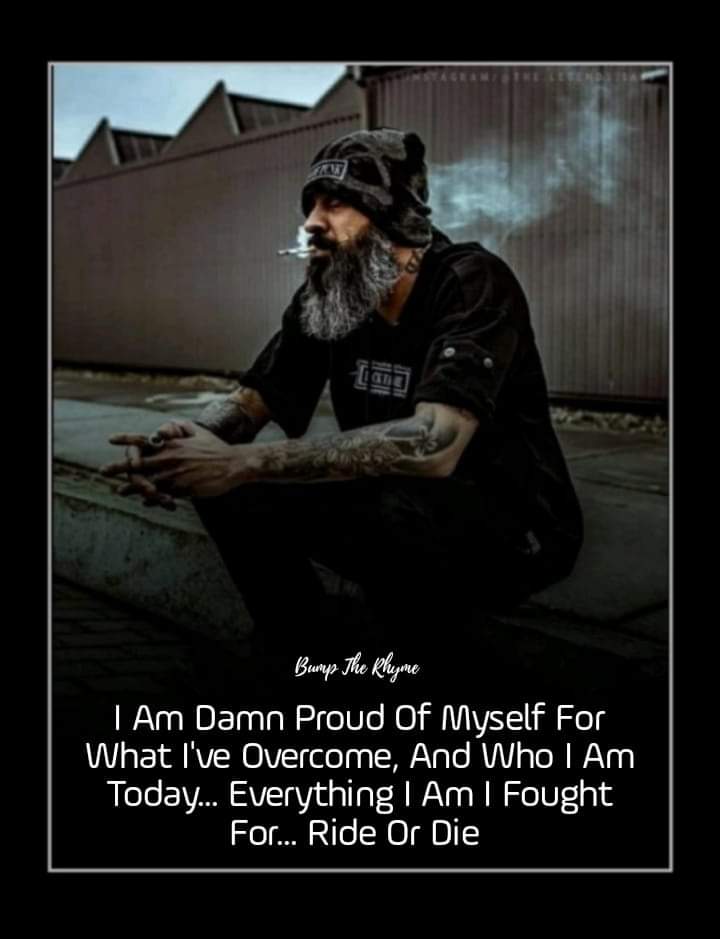 Bump The Rhyme
I Am Damn Proud Of Myself For
What I've Overcome, And Who I Am
Today... Everything I Am I Fought
For... Ride Or Die